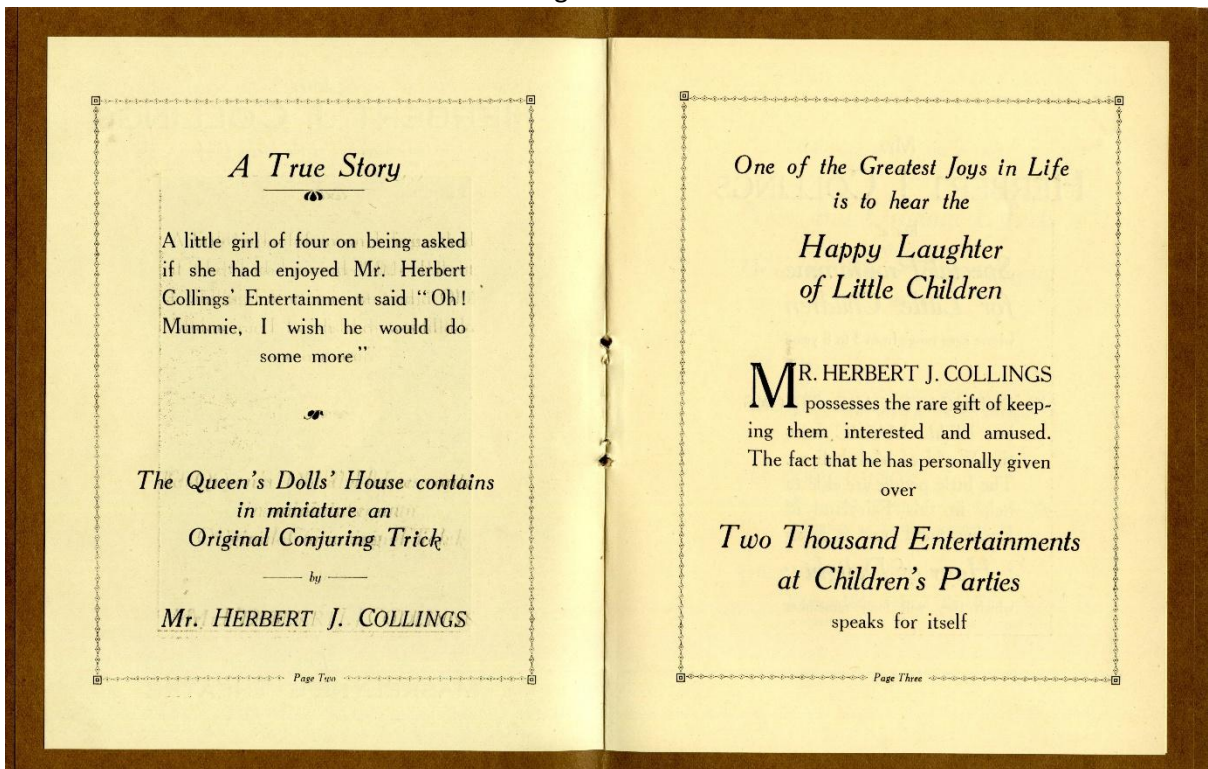 A True Story
A little girl of four on being asked
if she had enjoyed Mr. Herbert
Collings' Entertainment said "Oh!
Mummie, I wish he would do
some more"
The Queen's Dolls' House contains
in miniature an
Original Conjuring Trick
by
Mr. HERBERT J. COLLINGS
Page Two
One of the Greatest Joys in Life
is to hear the
Happy Laughter
of Little Children
MR. HERBERT J. COLLINGS
possesses the rare gift of keep-
ing them interested and amused.
The fact that he has personally given
over
Two Thousand Entertainments
at Children's Parties
speaks for itself
Page Three